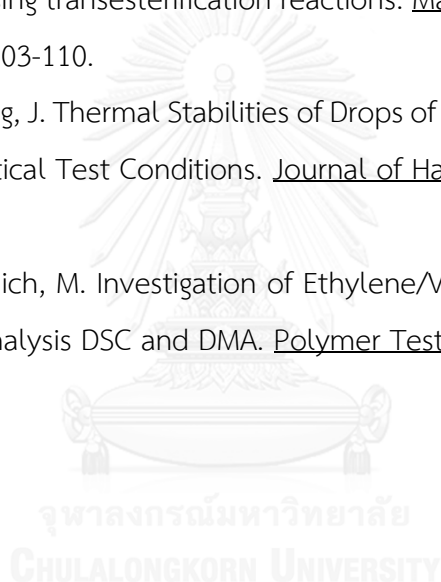 ing transesterification reactions. Ma
03-110.
g, J. Thermal Stabilities of Drops of
tical Test Conditions. Journal of Ha
ich, M. Investigation of Ethylene/V
nalysis DSC and DMA. Polymer Test
จุฬาลงกรณ์มหาวิทยาลัย
CHULALONGKORN UNIVERSITY